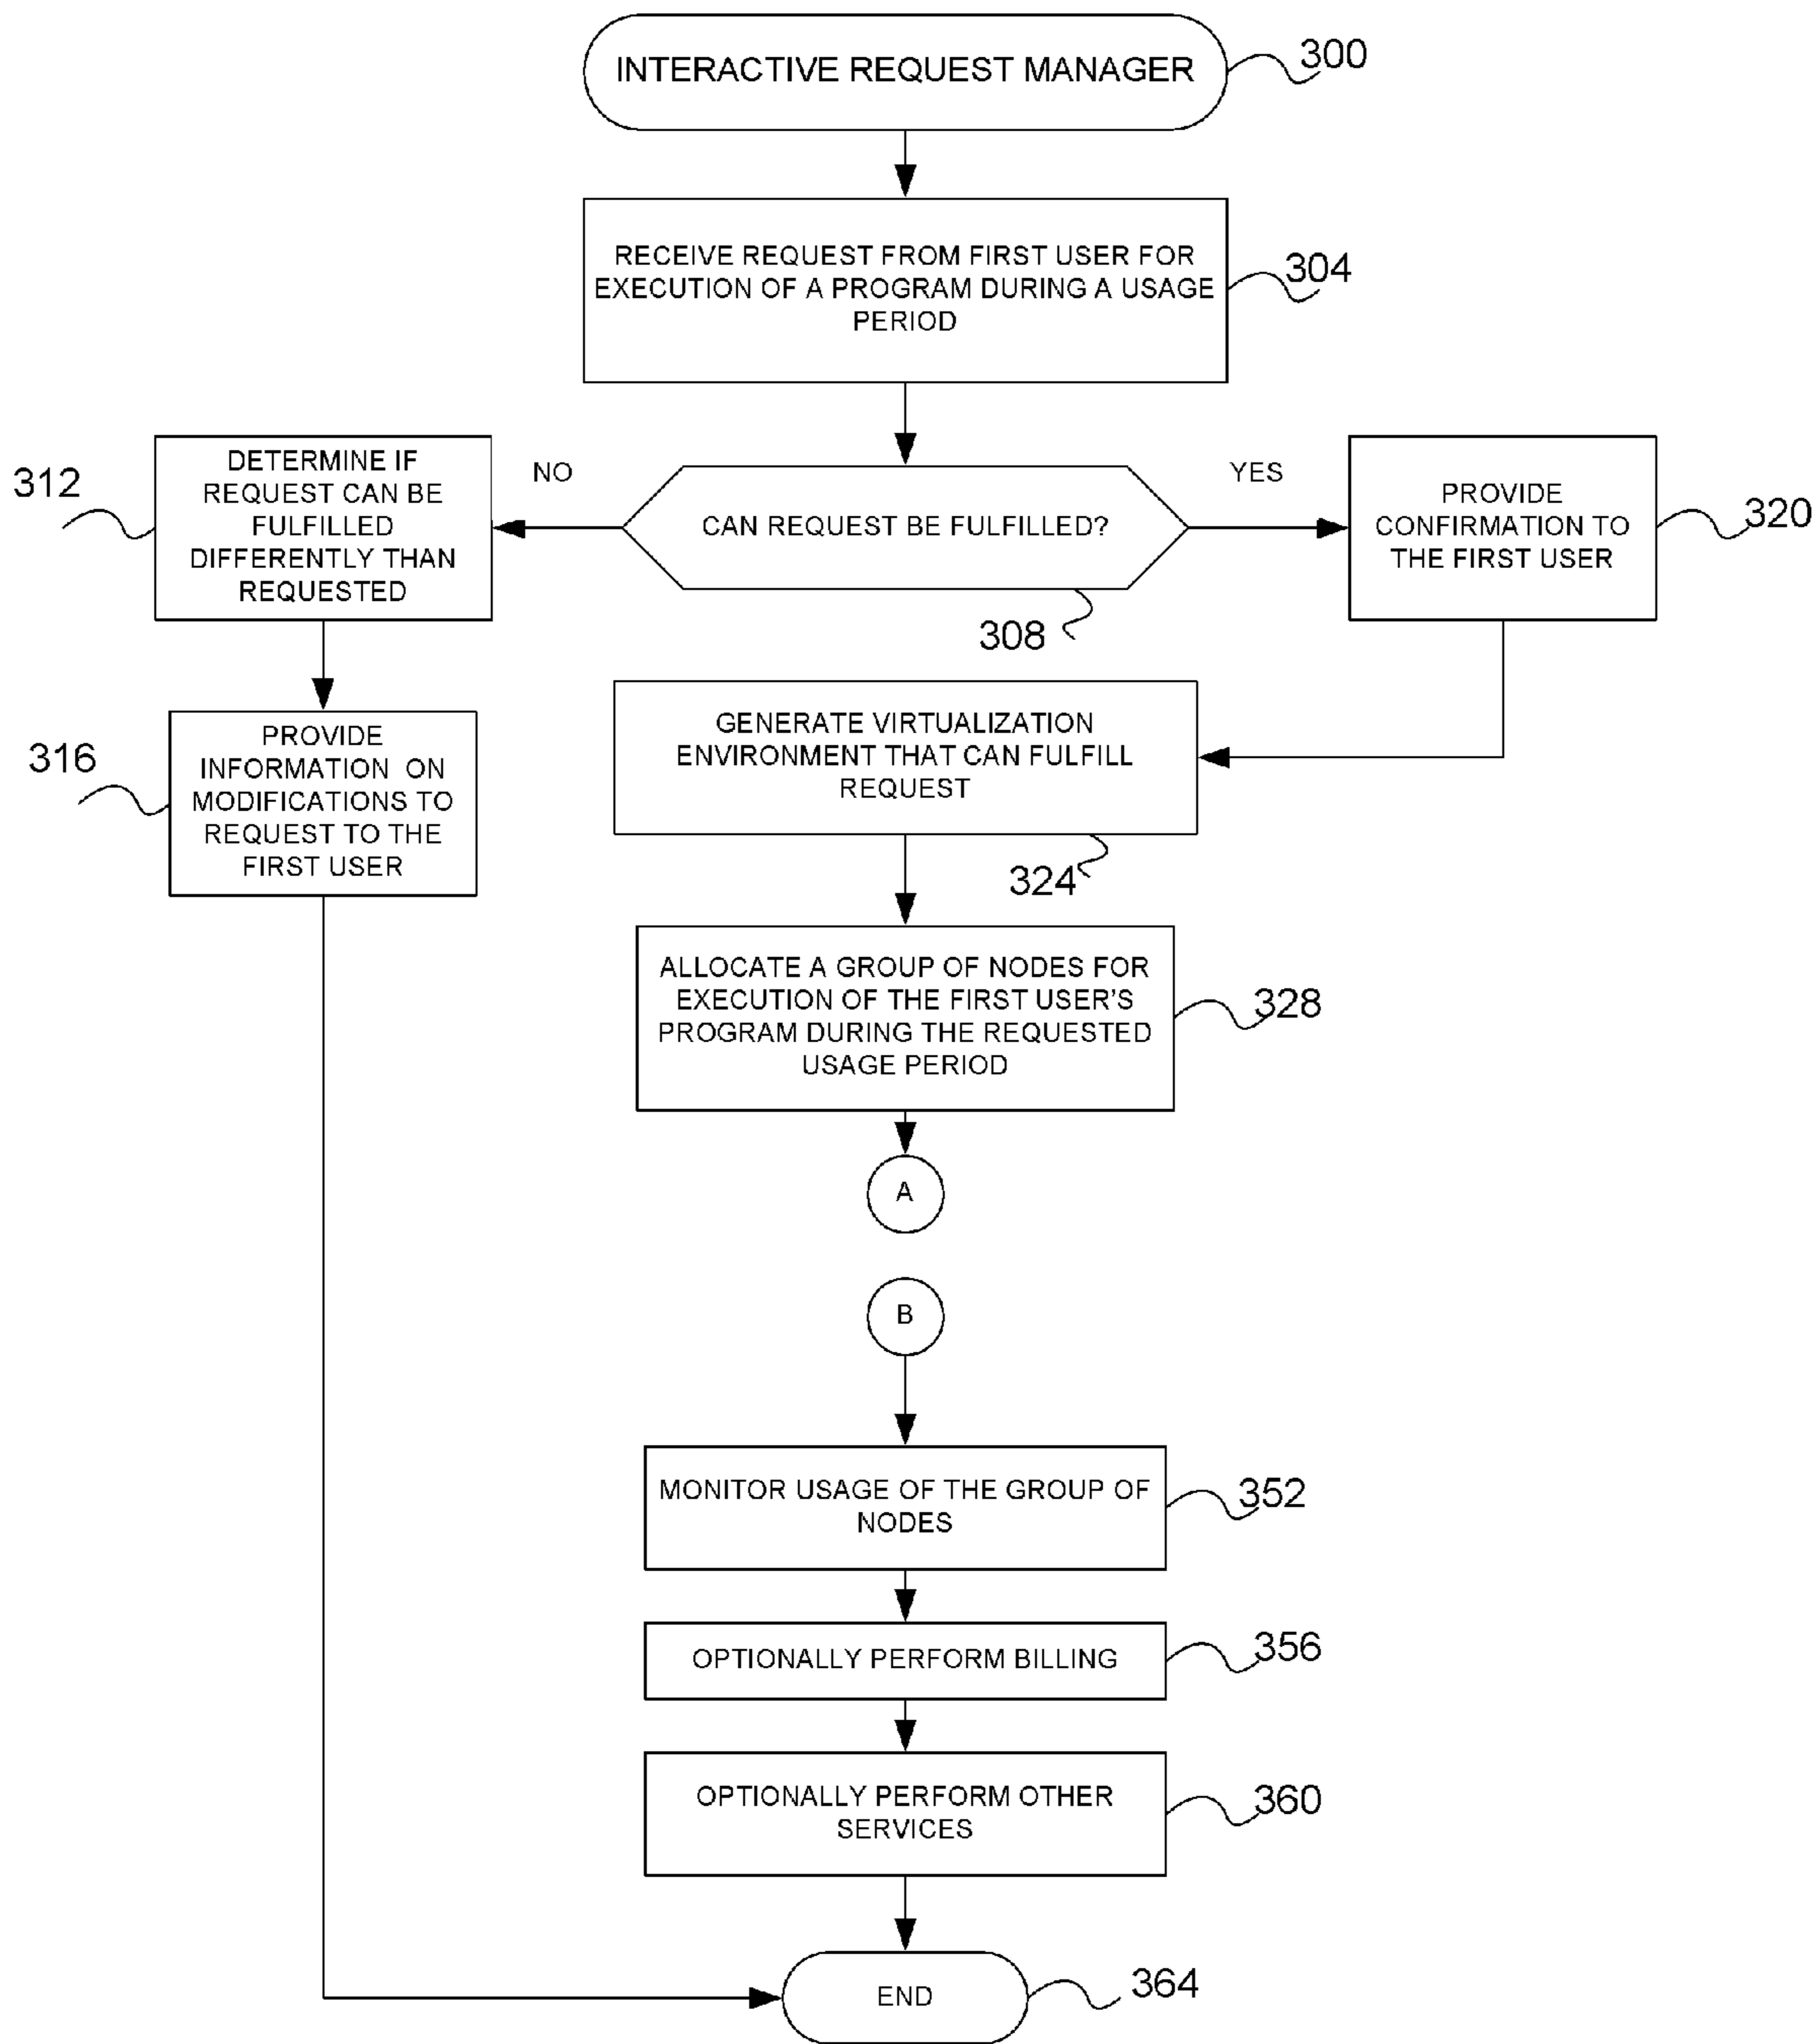 INTERACTIVE REQUEST MANAGER
300
RECEIVE REQUEST FROM FIRST USER FOR
EXECUTION OF A PROGRAM DURING A USAGE
PERIOD
304
CAN REQUEST BE FULFILLED?
308
NO
YES
DETERMINE IF
REQUEST CAN BE
FULFILLED
DIFFERENTLY THAN
REQUESTED
312
PROVIDE
INFORMATION ON
MODIFICATIONS TO
REQUEST TO THE
FIRST USER
316
PROVIDE
CONFIRMATION TO
THE FIRST USER
320
GENERATE VIRTUALIZATION
ENVIRONMENT THAT CAN FULFILL
REQUEST
324
ALLOCATE A GROUP OF NODES FOR
EXECUTION OF THE FIRST USER'S
PROGRAM DURING THE REQUESTED
USAGE PERIOD
328
A
B
MONITOR USAGE OF THE GROUP OF
NODES
352
OPTIONALLY PERFORM BILLING
356
OPTIONALLY PERFORM OTHER
SERVICES
360
END
364